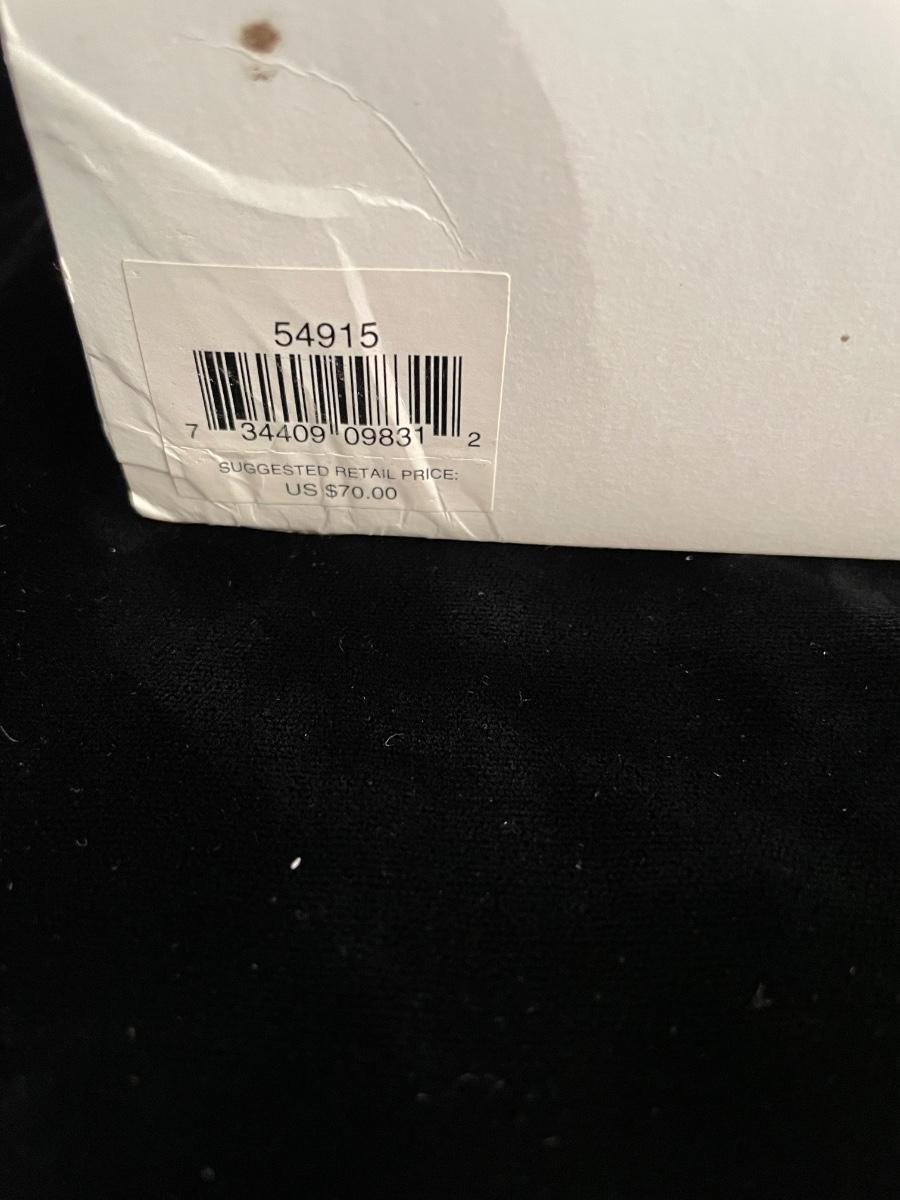 54915
7 34409 09831 2
SUGGESTED RETAIL PRICE:
US $70.00